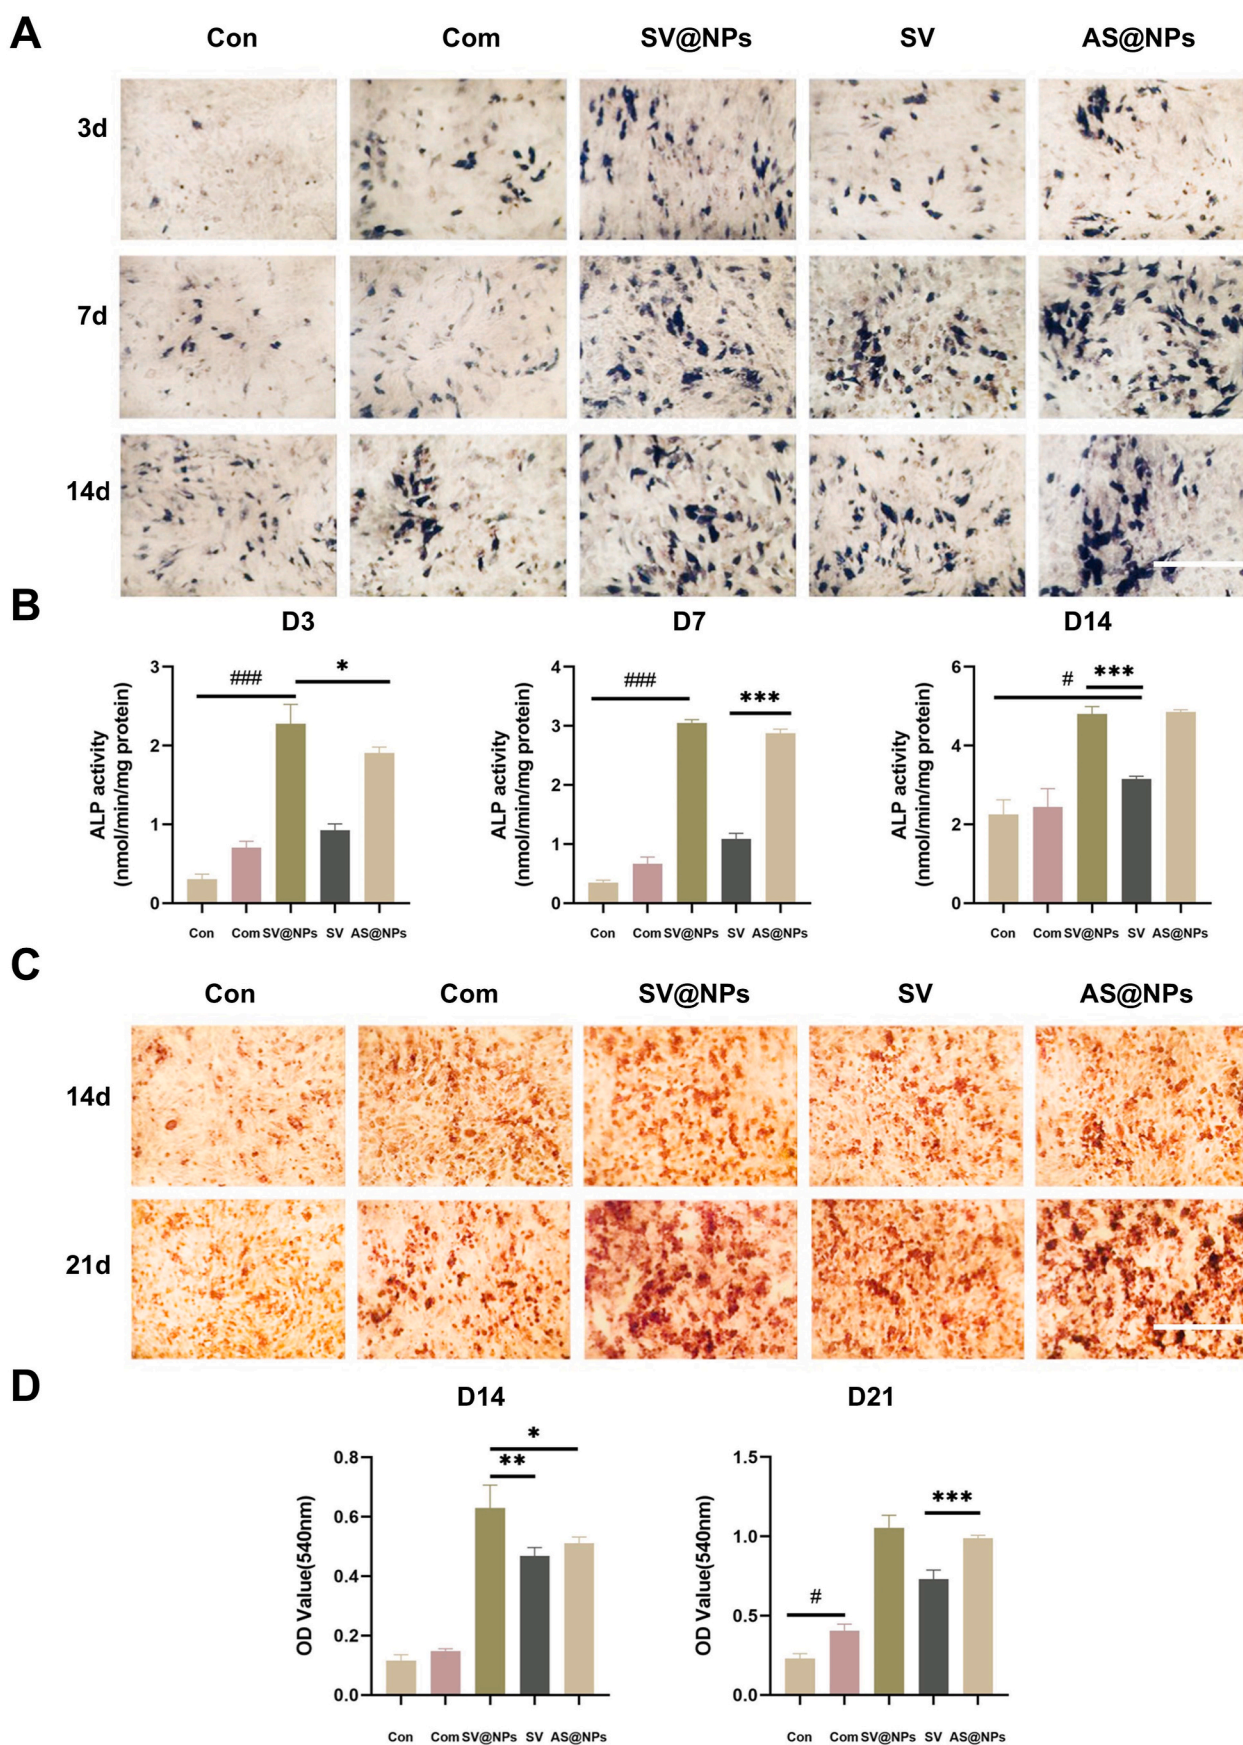 A
Con Com SV@NPs SV AS@NPs
3d
7d
14d
B
D3 D7 D14
ALP activity
(nmol/min/mg protein)
3
2
1
0
### *
Con Com SV@NPs SV AS@NPs
ALP activity
(nmol/min/mg protein)
4
3
2
1
0
### ***
Con Com SV@NPs SV AS@NPs
ALP activity
(nmol/min/mg protein)
6
4
2
0
# ***
Con Com SV@NPs SV AS@NPs
C
Con Com SV@NPs SV AS@NPs
14d
21d
D
D14 D21
OD Value(540nm)
0.8
0.6
0.4
0.2
0.0
*
**
Con Com SV@NPs SV AS@NPs
OD Value(540nm)
1.5
1.0
0.5
0.0
# ***
Con Com SV@NPs SV AS@NPs